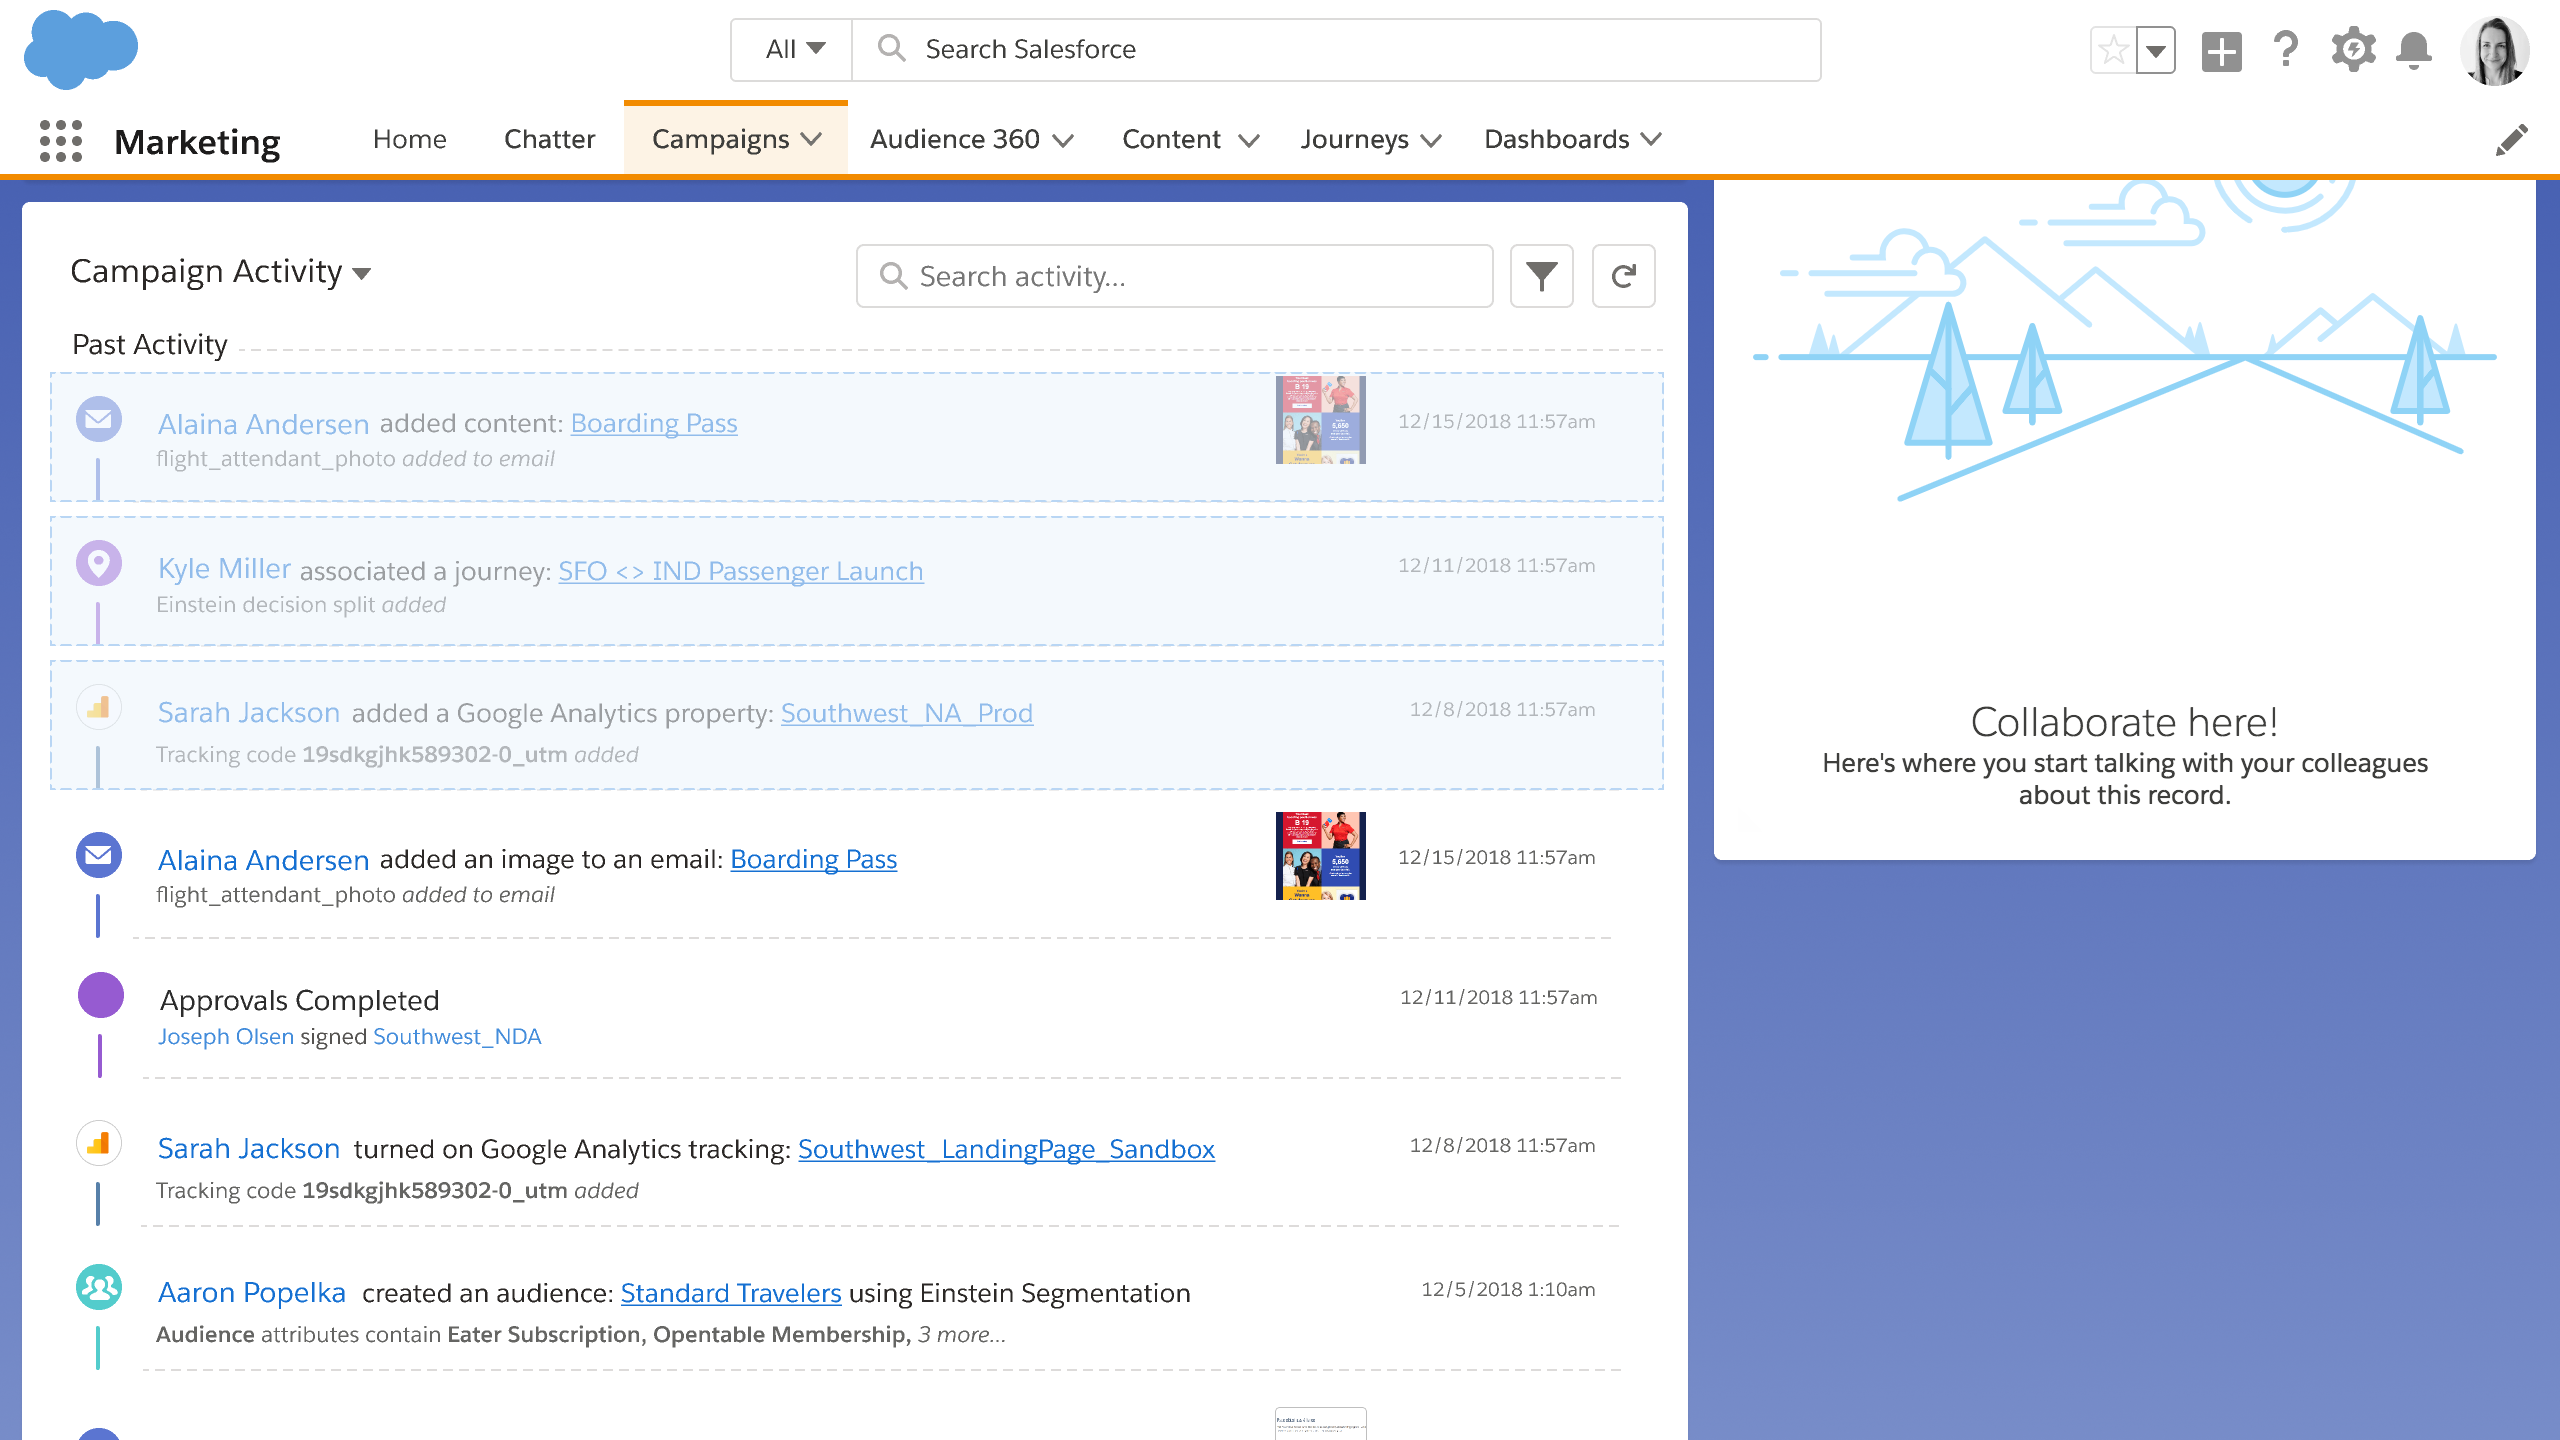 All
Search Salesforce
Marketing
Home
Chatter
Campaigns
Audience 360
Content
Journeys
Dashboards
Campaign Activity
Search activity...
Past Activity
Alaina Andersen added content: Boarding Pass
12/15/2018 11:57am
flight_attendant_photo added to email
Kyle Miller associated a journey: SFO <> IND Passenger Launch
12/11/2018 11:57am
Einstein decision split added
Sarah Jackson added a Google Analytics property: Southwest_NA_Prod
12/8/2018 11:57am
Tracking code 19sdkgjhk589302-0_utm added
Alaina Andersen added an image to an email: Boarding Pass
B 19
5,650
12/15/2018 11:57am
flight_attendant_photo added to email
Approvals Completed
12/11/2018 11:57am
Joseph Olsen signed Southwest_NDA
Sarah Jackson turned on Google Analytics tracking: Southwest_LandingPage_Sandbox
12/8/2018 11:57am
Tracking code 19sdkgjhk589302-0_utm added
Aaron Popelka created an audience: Standard Travelers using Einstein Segmentation
12/5/2018 1:10am
Audience attributes contain Eater Subscription, Opentable Membership, 3 more...
Collaborate here!
Here's where you start talking with your colleagues
about this record.